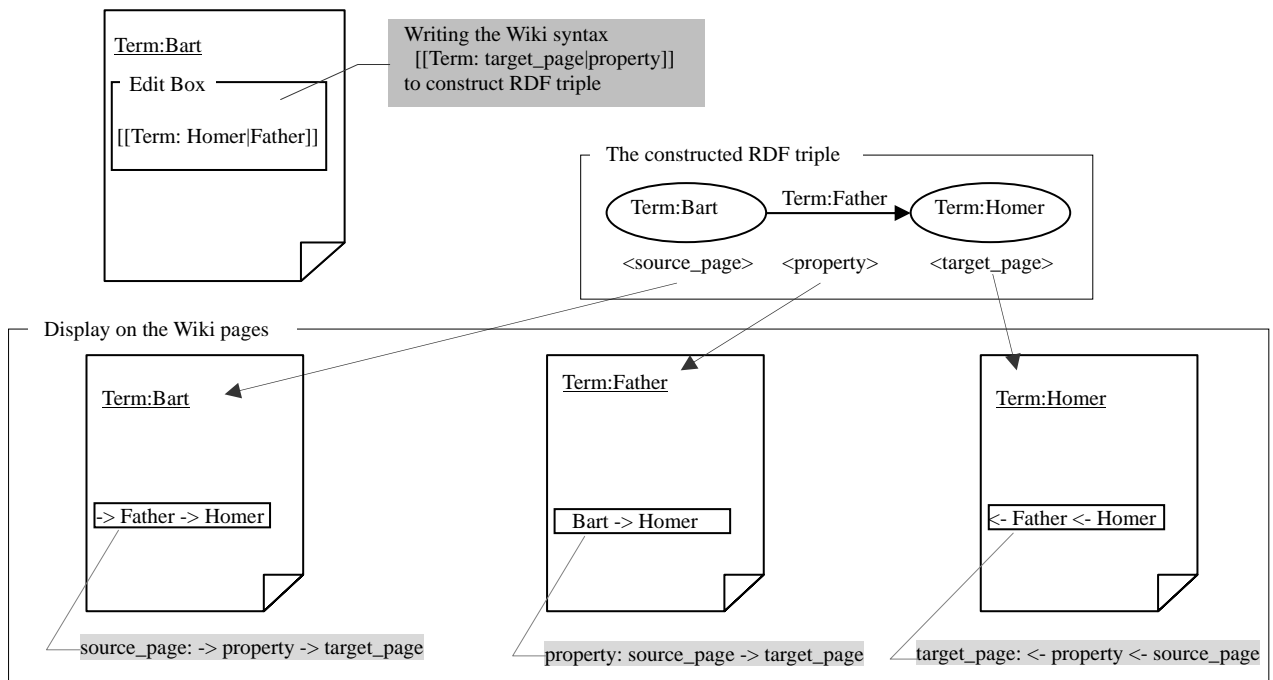 Term:Bart
Edit Box
[[Term: Homer|Father]]
Writing the Wiki syntax
[[Term: target_page|property]]
to construct RDF triple
The constructed RDF triple
Term:Bart
Term:Father
Term:Homer
<source_page>
<property>
<target_page>
Display on the Wiki pages
Term:Bart
-> Father -> Homer
source_page: -> property -> target_page
Term:Father
Bart -> Homer
property: source_page -> target_page
Term:Homer
<- Father <- Homer
target_page: <- property <- source_page